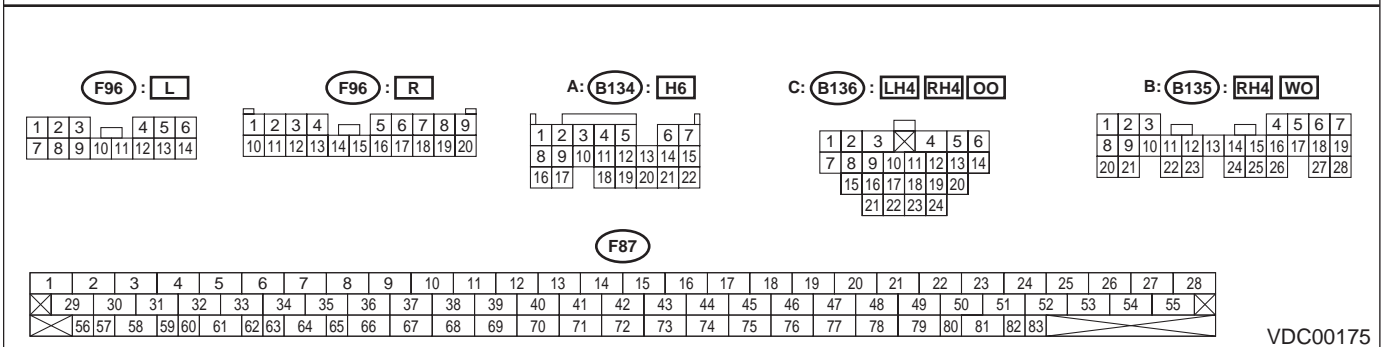 F96 : L
F96 : R
A: B134 : H6
C: B136 : LH4 RH4 OO
B: B135 : RH4 WO
1 2 3 4 5 6
7 8 9 10 11 12 13 14
1 2 3 4 5 6 7 8 9
10 11 12 13 14 15 16 17 18 19 20
1 2 3 4 5 6 7
8 9 10 11 12 13 14 15
16 17 18 19 20 21 22
1 2 3 4 5 6
7 8 9 10 11 12 13 14
15 16 17 18 19 20
21 22 23 24
1 2 3 4 5 6 7
8 9 10 11 12 13 14 15 16 17 18 19
20 21 22 23 24 25 26 27 28
F87
1 2 3 4 5 6 7 8 9 10 11 12 13 14 15 16 17 18 19 20 21 22 23 24 25 26 27 28
29 30 31 32 33 34 35 36 37 38 39 40 41 42 43 44 45 46 47 48 49 50 51 52 53 54 55
56 57 58 59 60 61 62 63 64 65 66 67 68 69 70 71 72 73 74 75 76 77 78 79 80 81 82 83
VDC00175